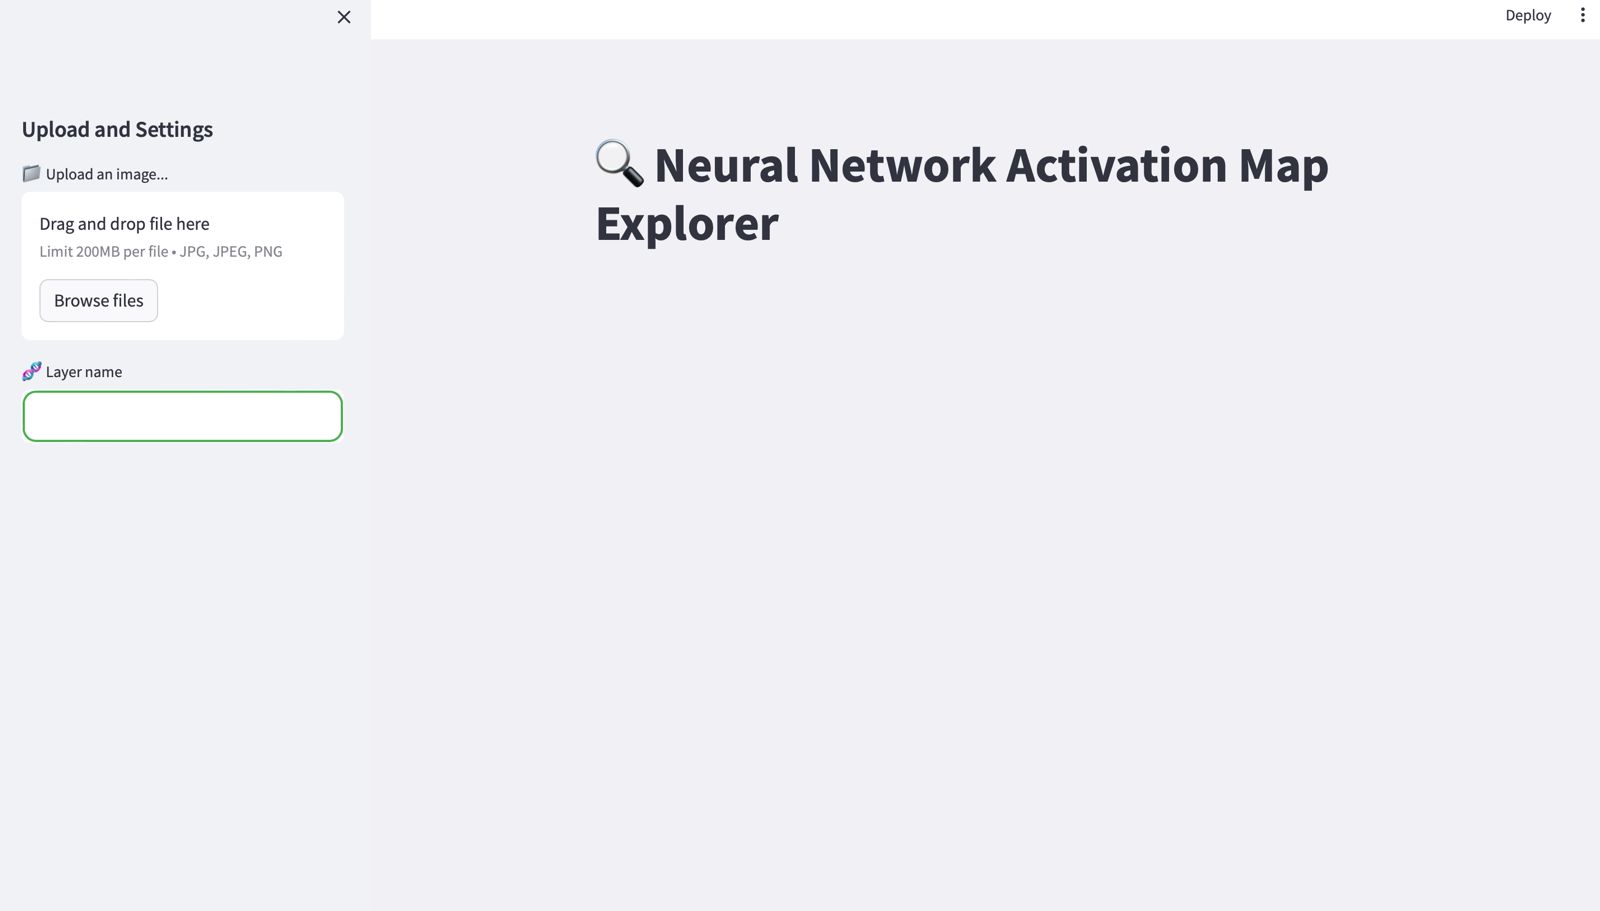 Deploy
Upload and Settings
Upload an image...
Drag and drop file here
Limit 200MB per file • JPG, JPEG, PNG
Browse files
Layer name
Neural Network Activation Map
Explorer